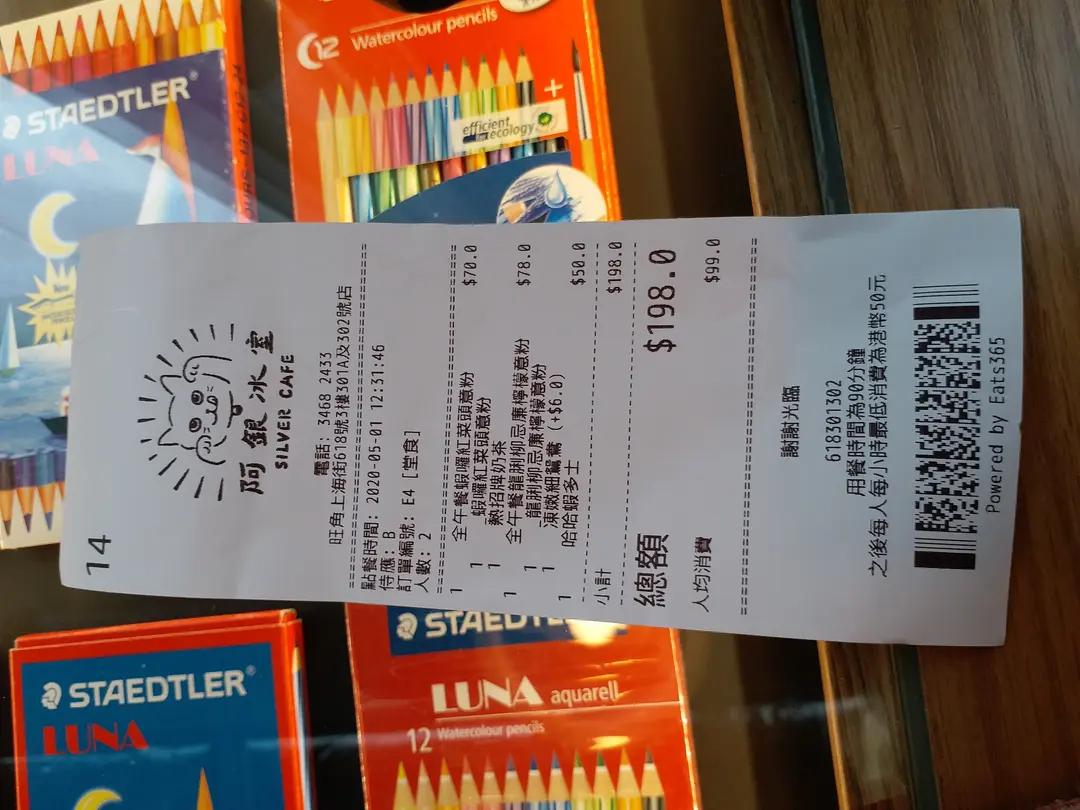 STAEDTLER®
LUNA
12 Watercolour pencils
+
efficient for ecology
14
阿銀冰室
SILVER CAFE
電話: 3468 2433
旺角上海街618號3樓301A及302號店
點餐時間: 2020-05-01 12:31:46
侍應: B
訂單編號: E4 [堂食]
人數: 2
1 全午餐蝦囉紅菜頭意粉 $70.0
1 蝦囉紅菜頭意粉
1 熱招牌奶茶
1 全午餐龍脷柳忌廉檸檬意粉 $78.0
1 龍脷柳忌廉檸檬意粉
1 凍嫩細鴛鴦 (+$6.0)
1 哈哈蝦多士 $50.0
小計 $198.0
總額 $198.0
人均消費 $99.0
謝謝光臨
618301302
用餐時間為90分鐘
之後每人每小時最低消費為港幣50元
Powered by Eats365
STAEDTLER®
LUNA
STAEDTL
LUNA aquarell
12 Watercolour pencils